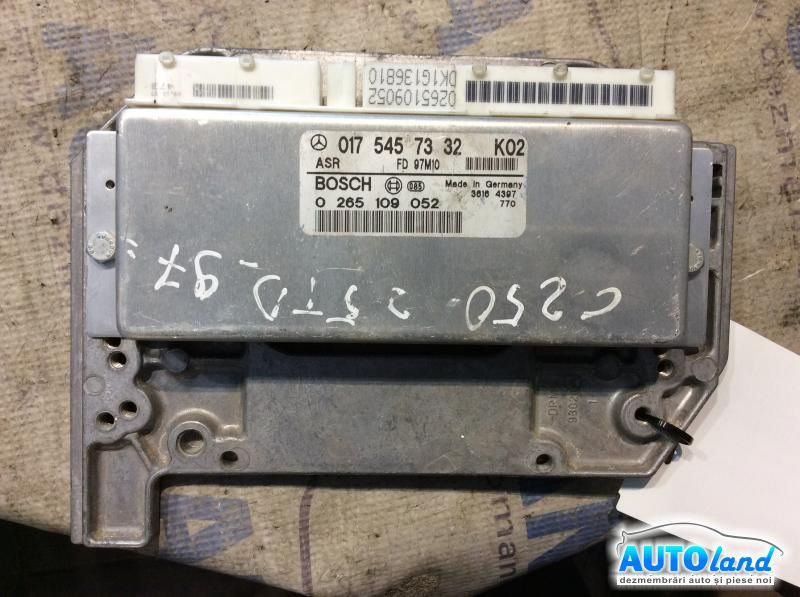 0265109052
DK1G136810
017 545 73 32 K02
ASR FD 97M10
BOSCH
Made in Germany
3616 4397
0 265 109 052
770
C250 2.5TD 97
AUTOland
dezmembrări auto și piese noi